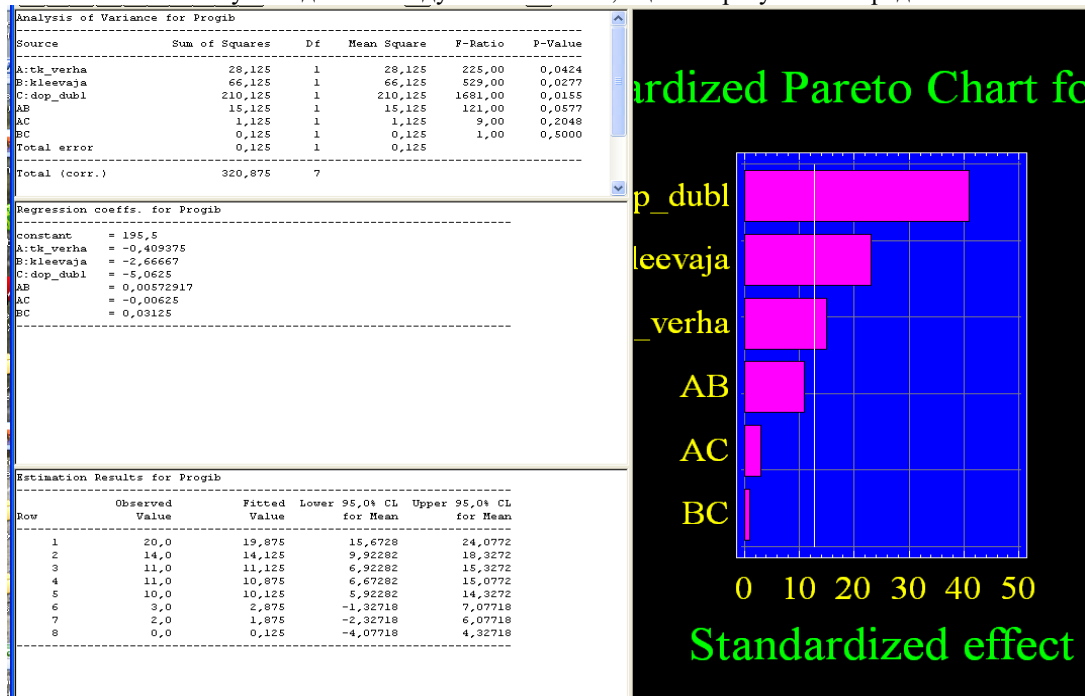 Analysis of Variance for Progib
Source Sum of Squares Df Mean Square F-Ratio P-Value
A:tk_verha 28,125 1 28,125 225,00 0,0424
B:kleevaja 66,125 1 66,125 529,00 0,0277
C:dop_dubl 210,125 1 210,125 1681,00 0,0155
AB 15,125 1 15,125 121,00 0,0577
AC 1,125 1 1,125 9,00 0,2048
BC 0,125 1 0,125 1,00 0,5000
Total error 0,125 1 0,125
Total (corr.) 320,875 7
Regression coeffs. for Progib
constant = 195,5
A:tk_verha = -0,409375
B:kleevaja = -2,66667
C:dop_dubl = -5,0625
AB = 0,00572917
AC = -0,00625
BC = 0,03125
Estimation Results for Progib
Observed Fitted Lower 95,0% CL Upper 95,0% CL
Row Value Value for Mean for Mean
1 20,0 19,875 15,6728 24,0772
2 14,0 14,125 9,92282 18,3272
3 11,0 11,125 6,92282 15,3272
4 11,0 10,875 6,67282 15,0772
5 10,0 10,125 5,92282 14,3272
6 3,0 2,875 -1,32718 7,07718
7 2,0 1,875 -2,32718 6,07718
8 0,0 0,125 -4,07718 4,32718
ardized Pareto Chart fo
p_dubl
leevaja
_verha
AB
AC
BC
0 10 20 30 40 50
Standardized effect